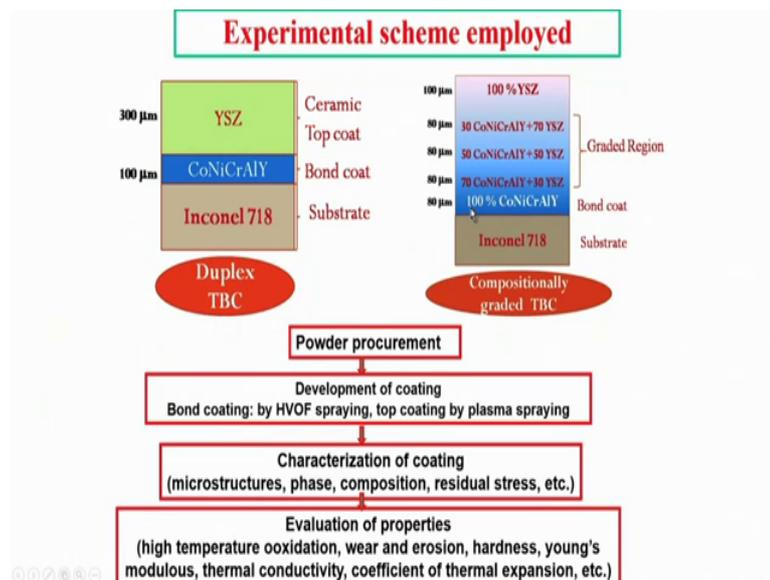 Experimental scheme employed
300 µm
YSZ
Ceramic
Top coat
100 µm
CoNiCrAlY
Bond coat
Inconel 718
Substrate
Duplex
TBC
100 µm
100 %YSZ
80 µm
30 CoNiCrAlY+70 YSZ
80 µm
50 CoNiCrAlY+50 YSZ
Graded Region
80 µm
70 CoNiCrAlY+30 YSZ
80 µm
100 % CoNiCrAlY
Bond coat
Inconel 718
Substrate
Compositionally
graded TBC
Powder procurement
Development of coating
Bond coating: by HVOF spraying, top coating by plasma spraying
Characterization of coating
(microstructures, phase, composition, residual stress, etc.)
Evaluation of properties
(high temperature ooxidation, wear and erosion, hardness, young's
modulous, thermal conductivity, coefficient of thermal expansion, etc.)